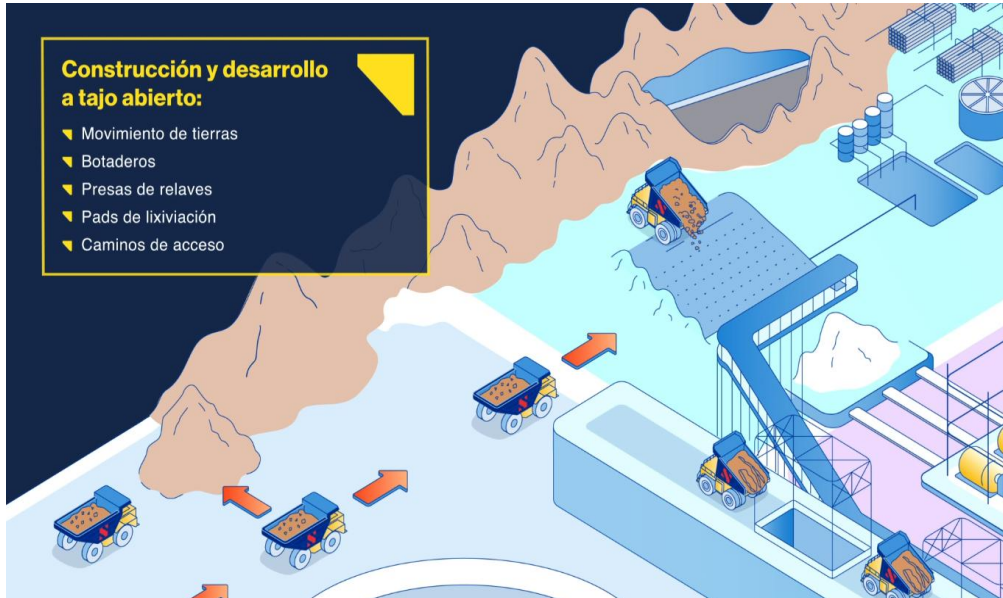 Construcción y desarrollo
a tajo abierto:
Movimiento de tierras
Botaderos
Presas de relaves
Pads de lixiviación
Caminos de acceso